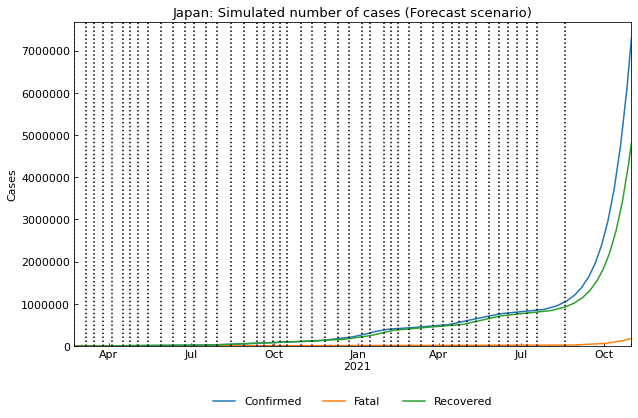 Japan: Simulated number of cases (Forecast scenario)
7000000
6000000
5000000
4000000
3000000
2000000
1000000
0
Cases
Apr Jul Oct Jan Apr Jul Oct
2021
Confirmed Fatal Recovered